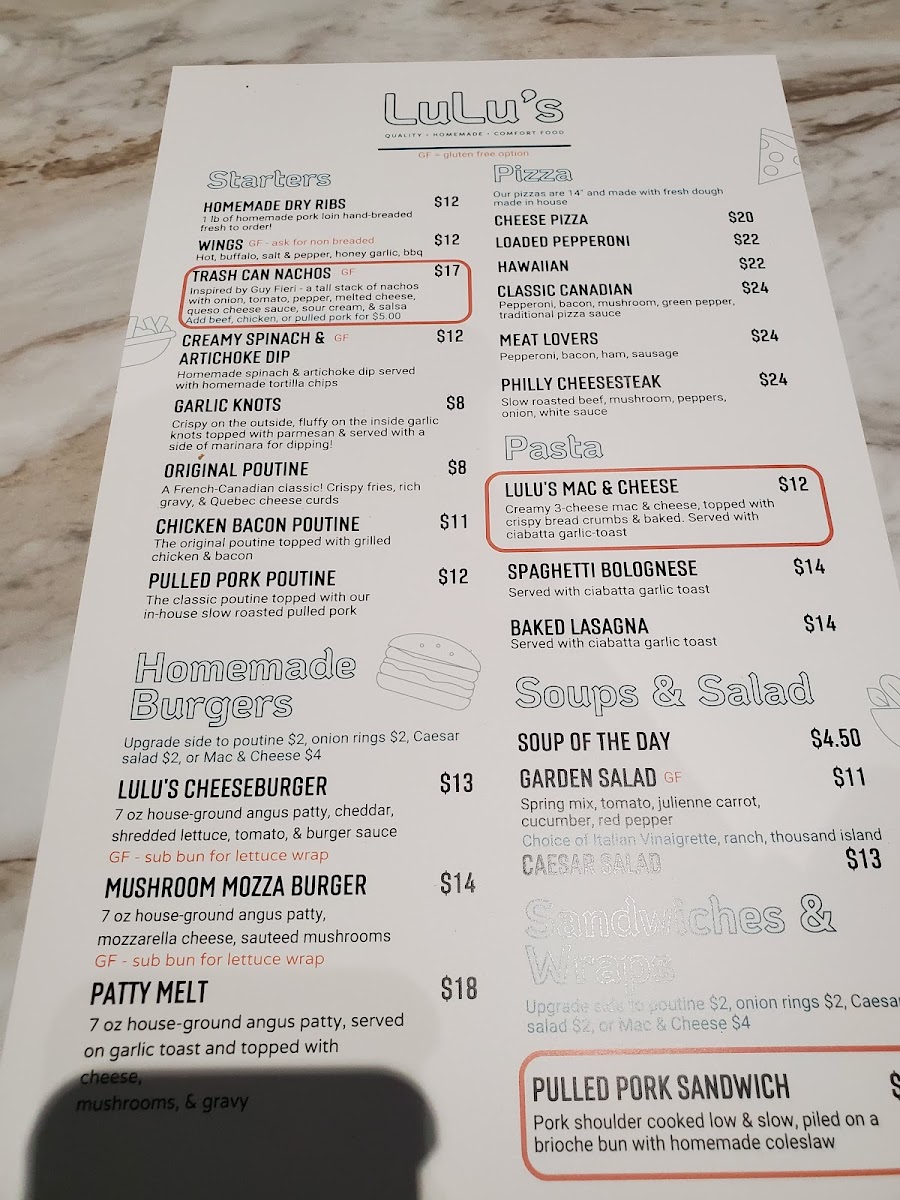 LuLu's
QUALITY · HOMEMADE · COMFORT FOOD
GF = gluten free option
Starters
HOMEMADE DRY RIBS $12
1 lb of homemade pork loin hand-breaded
fresh to order!
WINGS GF - ask for non breaded $12
Hot, buffalo, salt & pepper, honey garlic, bbq
TRASH CAN NACHOS GF $17
Inspired by Guy Fieri - a tall stack of nachos
with onion, tomato, pepper, melted cheese,
queso cheese sauce, sour cream, & salsa
Add beef, chicken, or pulled pork for $5.00
CREAMY SPINACH & GF $12
ARTICHOKE DIP
Homemade spinach & artichoke dip served
with homemade tortilla chips
GARLIC KNOTS $8
Crispy on the outside, fluffy on the inside garlic
knots topped with parmesan & served with a
side of marinara for dipping!
ORIGINAL POUTINE $8
A French-Canadian classic! Crispy fries, rich
gravy, & Quebec cheese curds
CHICKEN BACON POUTINE $11
The original poutine topped with grilled
chicken & bacon
PULLED PORK POUTINE $12
The classic poutine topped with our
in-house slow roasted pulled pork
Homemade
Burgers
Upgrade side to poutine $2, onion rings $2, Caesar
salad $2, or Mac & Cheese $4
LULU'S CHEESEBURGER $13
7 oz house-ground angus patty, cheddar,
shredded lettuce, tomato, & burger sauce
GF - sub bun for lettuce wrap
MUSHROOM MOZZA BURGER $14
7 oz house-ground angus patty,
mozzarella cheese, sauteed mushrooms
GF - sub bun for lettuce wrap
PATTY MELT $18
7 oz house-ground angus patty, served
on garlic toast and topped with
cheese,
mushrooms, & gravy
Pizza
Our pizzas are 14" and made with fresh dough
made in house
CHEESE PIZZA $20
LOADED PEPPERONI $22
HAWAIIAN $22
CLASSIC CANADIAN $24
Pepperoni, bacon, mushroom, green pepper,
traditional pizza sauce
MEAT LOVERS $24
Pepperoni, bacon, ham, sausage
PHILLY CHEESESTEAK $24
Slow roasted beef, mushroom, peppers,
onion, white sauce
Pasta
LULU'S MAC & CHEESE $12
Creamy 3-cheese mac & cheese, topped with
crispy bread crumbs & baked. Served with
ciabatta garlic-toast
SPAGHETTI BOLOGNESE $14
Served with ciabatta garlic toast
BAKED LASAGNA $14
Served with ciabatta garlic toast
Soups & Salad
SOUP OF THE DAY $4.50
GARDEN SALAD GF $11
Spring mix, tomato, julienne carrot,
cucumber, red pepper
Choice of Italian Vinaigrette, ranch, thousand island
CAESAR SALAD $13
Sandwiches &
Wraps
Upgrade side to poutine $2, onion rings $2, Caesar
salad $2, or Mac & Cheese $4
PULLED PORK SANDWICH $
Pork shoulder cooked low & slow, piled on a
brioche bun with homemade coleslaw